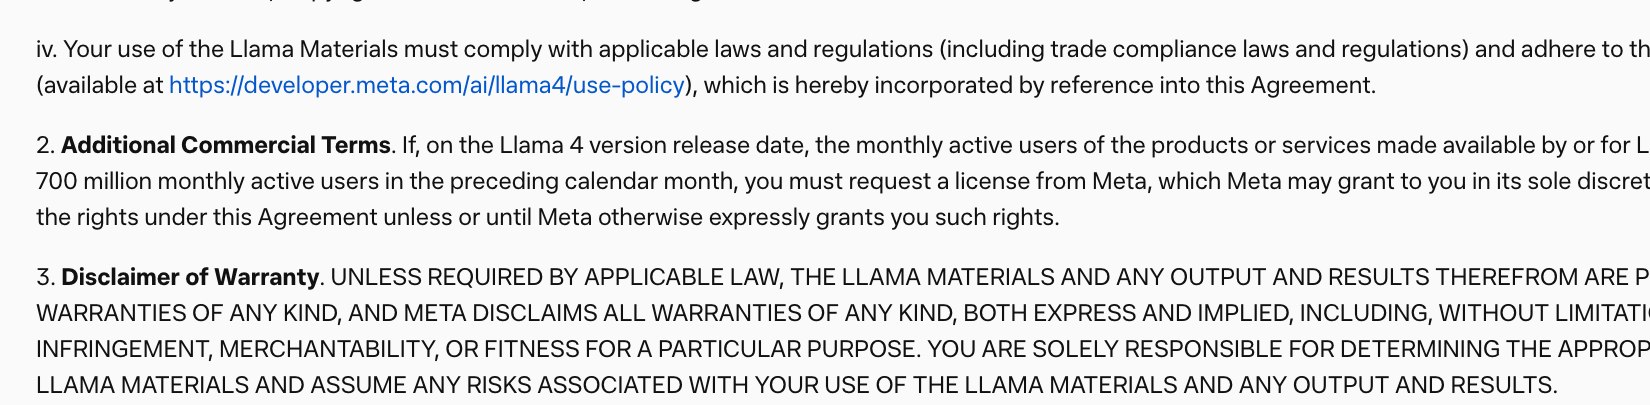 iv. Your use of the Llama Materials must comply with applicable laws and regulations (including trade compliance laws and regulations) and adhere to
(available at https://developer.meta.com/ai/llama4/use-policy), which is hereby incorporated by reference into this Agreement.
2. Additional Commercial Terms. If, on the Llama 4 version release date, the monthly active users of the products or services made available by or for
700 million monthly active users in the preceding calendar month, you must request a license from Meta, which Meta may grant to you in its sole
the rights under this Agreement unless or until Meta otherwise expressly grants you such rights.
3. Disclaimer of Warranty. UNLESS REQUIRED BY APPLICABLE LAW, THE LLAMA MATERIALS AND ANY OUTPUT AND RESULTS THEREFROM ARE
WARRANTIES OF ANY KIND, AND META DISCLAIMS ALL WARRANTIES OF ANY KIND, BOTH EXPRESS AND IMPLIED, INCLUDING, WITHOUT
INFRINGEMENT, MERCHANTABILITY, OR FITNESS FOR A PARTICULAR PURPOSE. YOU ARE SOLELY RESPONSIBLE FOR DETERMINING THE
LLAMA MATERIALS AND ASSUME ANY RISKS ASSOCIATED WITH YOUR USE OF THE LLAMA MATERIALS AND ANY OUTPUT AND RESULTS.